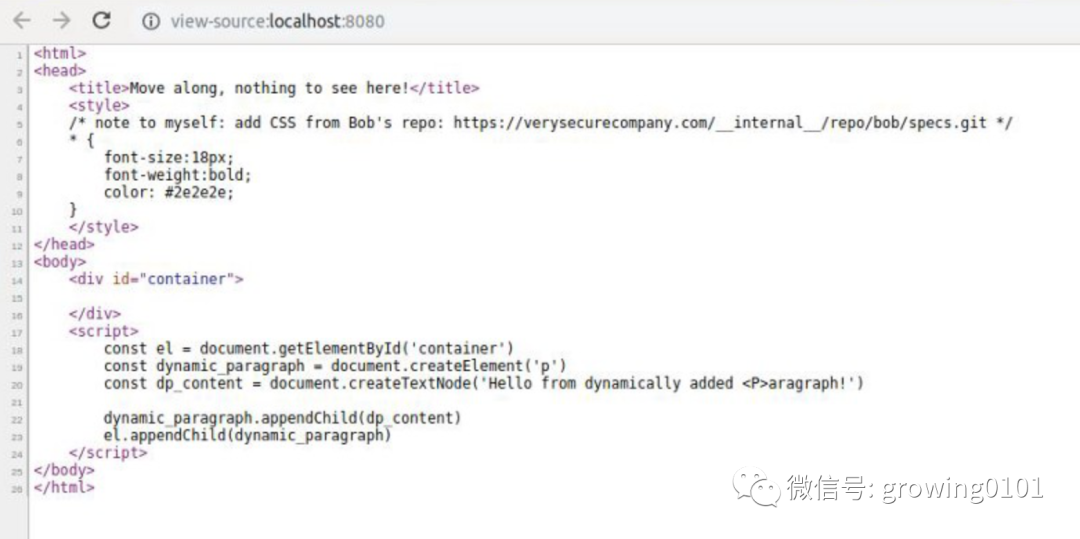 view-source:localhost:8080
1 <html>
2 <head>
3 <title>Move along, nothing to see here!</title>
4 <style>
5 /* note to myself: add CSS from Bob's repo: https://verysecurecompany.com/__internal__/repo/bob/specs.git */
6 * {
7 font-size:18px;
8 font-weight:bold;
9 color: #2e2e2e;
10 }
11 </style>
12 </head>
13 <body>
14 <div id="container">
15
16 </div>
17 <script>
18 const el = document.getElementById('container')
19 const dynamic_paragraph = document.createElement('p')
20 const dp_content = document.createTextNode('Hello from dynamically added <P>aragraph!')
21
22 dynamic_paragraph.appendChild(dp_content)
23 el.appendChild(dynamic_paragraph)
24 </script>
25 </body>
26 </html>
微信号: growing0101